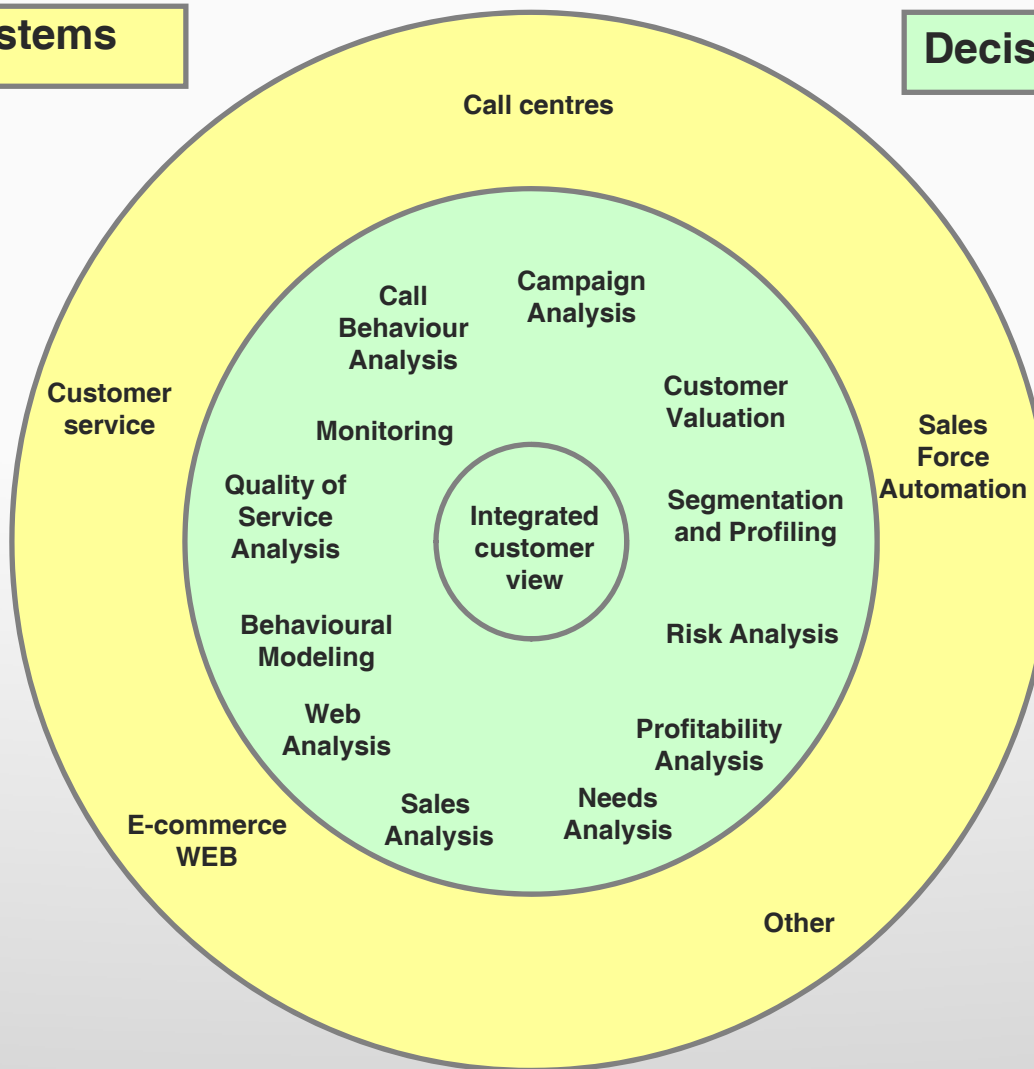 stems
Decis
Call centres
Call
Behaviour
Analysis
Campaign
Analysis
Customer
service
Customer
Valuation
Monitoring
Sales
Force
Automation
Quality of
Service
Analysis
Segmentation
and Profiling
Integrated
customer
view
Behavioural
Modeling
Risk Analysis
Web
Analysis
Profitability
Analysis
Sales
Analysis
Needs
Analysis
E-commerce
WEB
Other